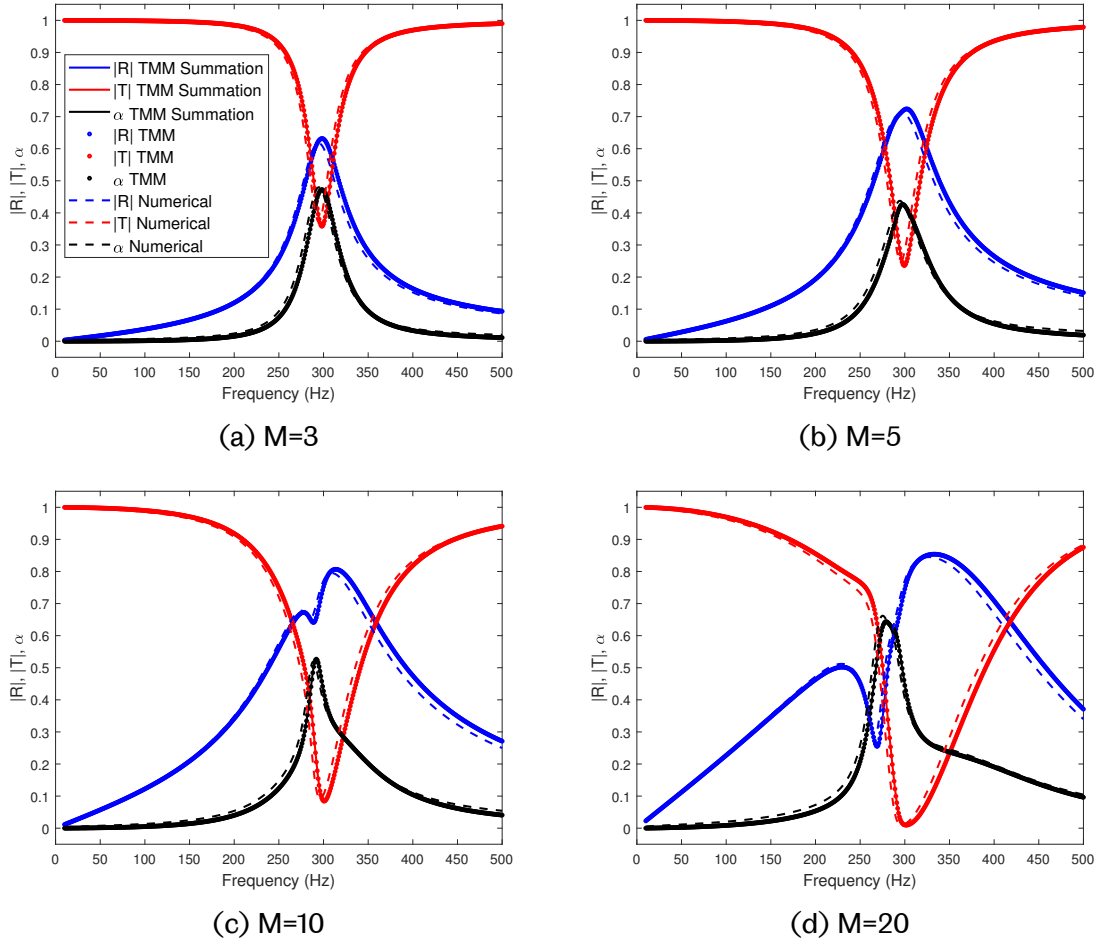 1
0.9
0.8
0.7
0.6
0.5
0.4
0.3
0.2
0.1
0
|R|, |T|, α
|R| TMM Summation
|T| TMM Summation
α TMM Summation
|R| TMM
|T| TMM
α TMM
|R| Numerical
|T| Numerical
α Numerical
0 50 100 150 200 250 300 350 400 450 500
Frequency (Hz)
(a) M=3
1
0.9
0.8
0.7
0.6
0.5
0.4
0.3
0.2
0.1
0
|R|, |T|, α
0 50 100 150 200 250 300 350 400 450 500
Frequency (Hz)
(b) M=5
1
0.9
0.8
0.7
0.6
0.5
0.4
0.3
0.2
0.1
0
|R|, |T|, α
0 50 100 150 200 250 300 350 400 450 500
Frequency (Hz)
(c) M=10
1
0.9
0.8
0.7
0.6
0.5
0.4
0.3
0.2
0.1
0
|R|, |T|, α
0 50 100 150 200 250 300 350 400 450 500
Frequency (Hz)
(d) M=20